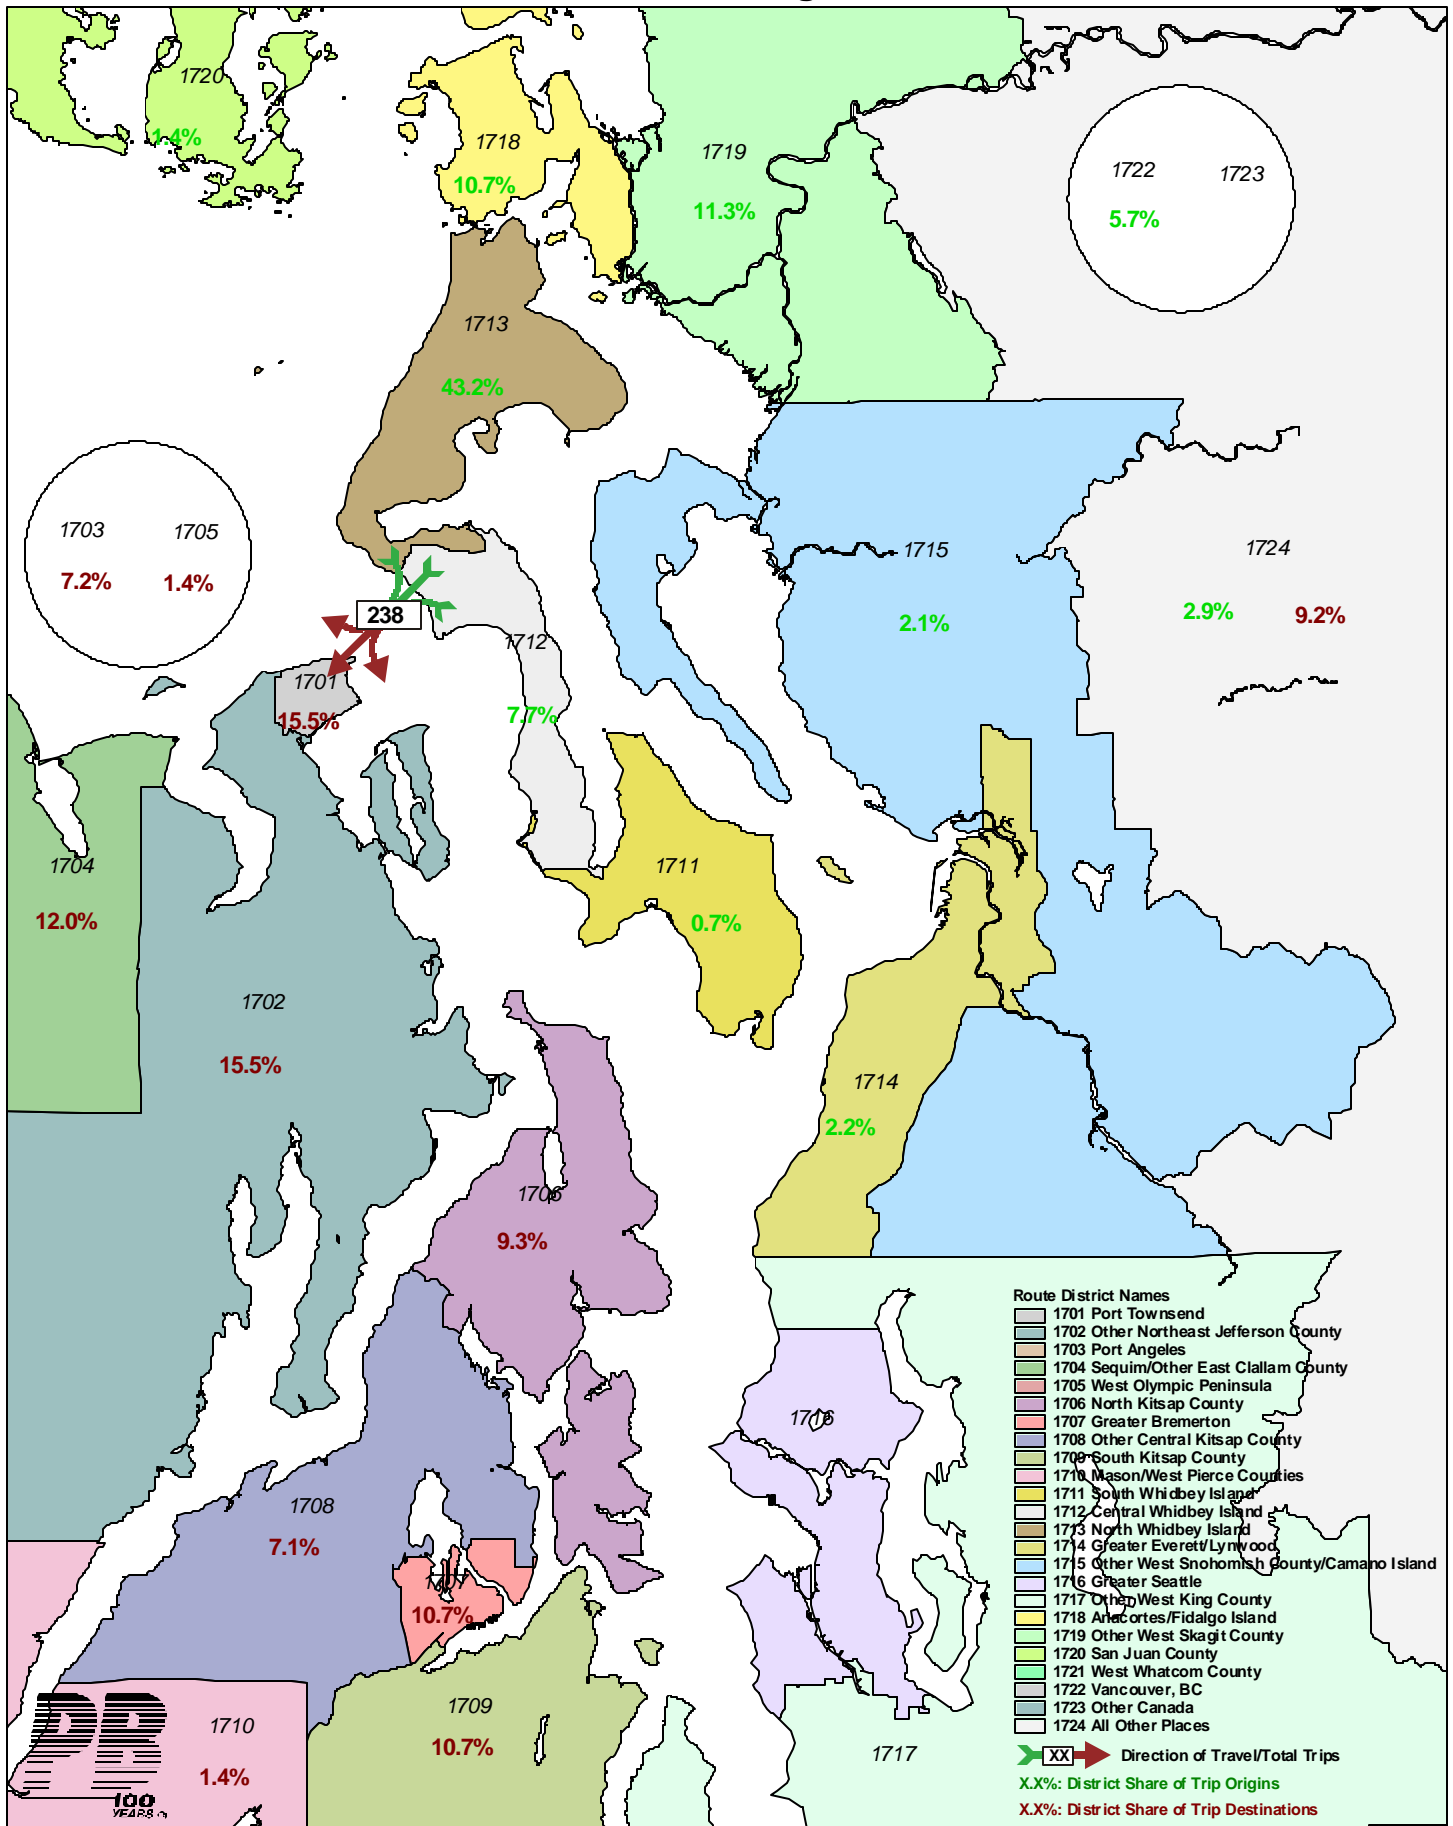 1720
1.4%
1718
10.7%
1719
11.3%
1722 1723
5.7%
1713
43.2%
1703 1705
7.2% 1.4%
1715
2.1%
1724
2.9% 9.2%
238
1712
7.7%
1701
15.5%
1704
12.0%
1711
0.7%
1702
15.5%
1714
2.2%
1706
9.3%
1716
1708
7.1%
1707
10.7%
1709
10.7%
1710
1.4%
1717
Route District Names
1701 Port Townsend
1702 Other Northeast Jefferson County
1703 Port Angeles
1704 Sequim/Other East Clallam County
1705 West Olympic Peninsula
1706 North Kitsap County
1707 Greater Bremerton
1708 Other Central Kitsap County
1709 South Kitsap County
1710 Mason/West Pierce Counties
1711 South Whidbey Island
1712 Central Whidbey Island
1713 North Whidbey Island
1714 Greater Everett/Lynwood
1715 Other West Snohomish County/Camano Island
1716 Greater Seattle
1717 Other West King County
1718 Anacortes/Fidalgo Island
1719 Other West Skagit County
1720 San Juan County
1721 West Whatcom County
1722 Vancouver, BC
1723 Other Canada
1724 All Other Places
XX Direction of Travel/Total Trips
X.X%: District Share of Trip Origins
X.X%: District Share of Trip Destinations
PB
100
YEARS